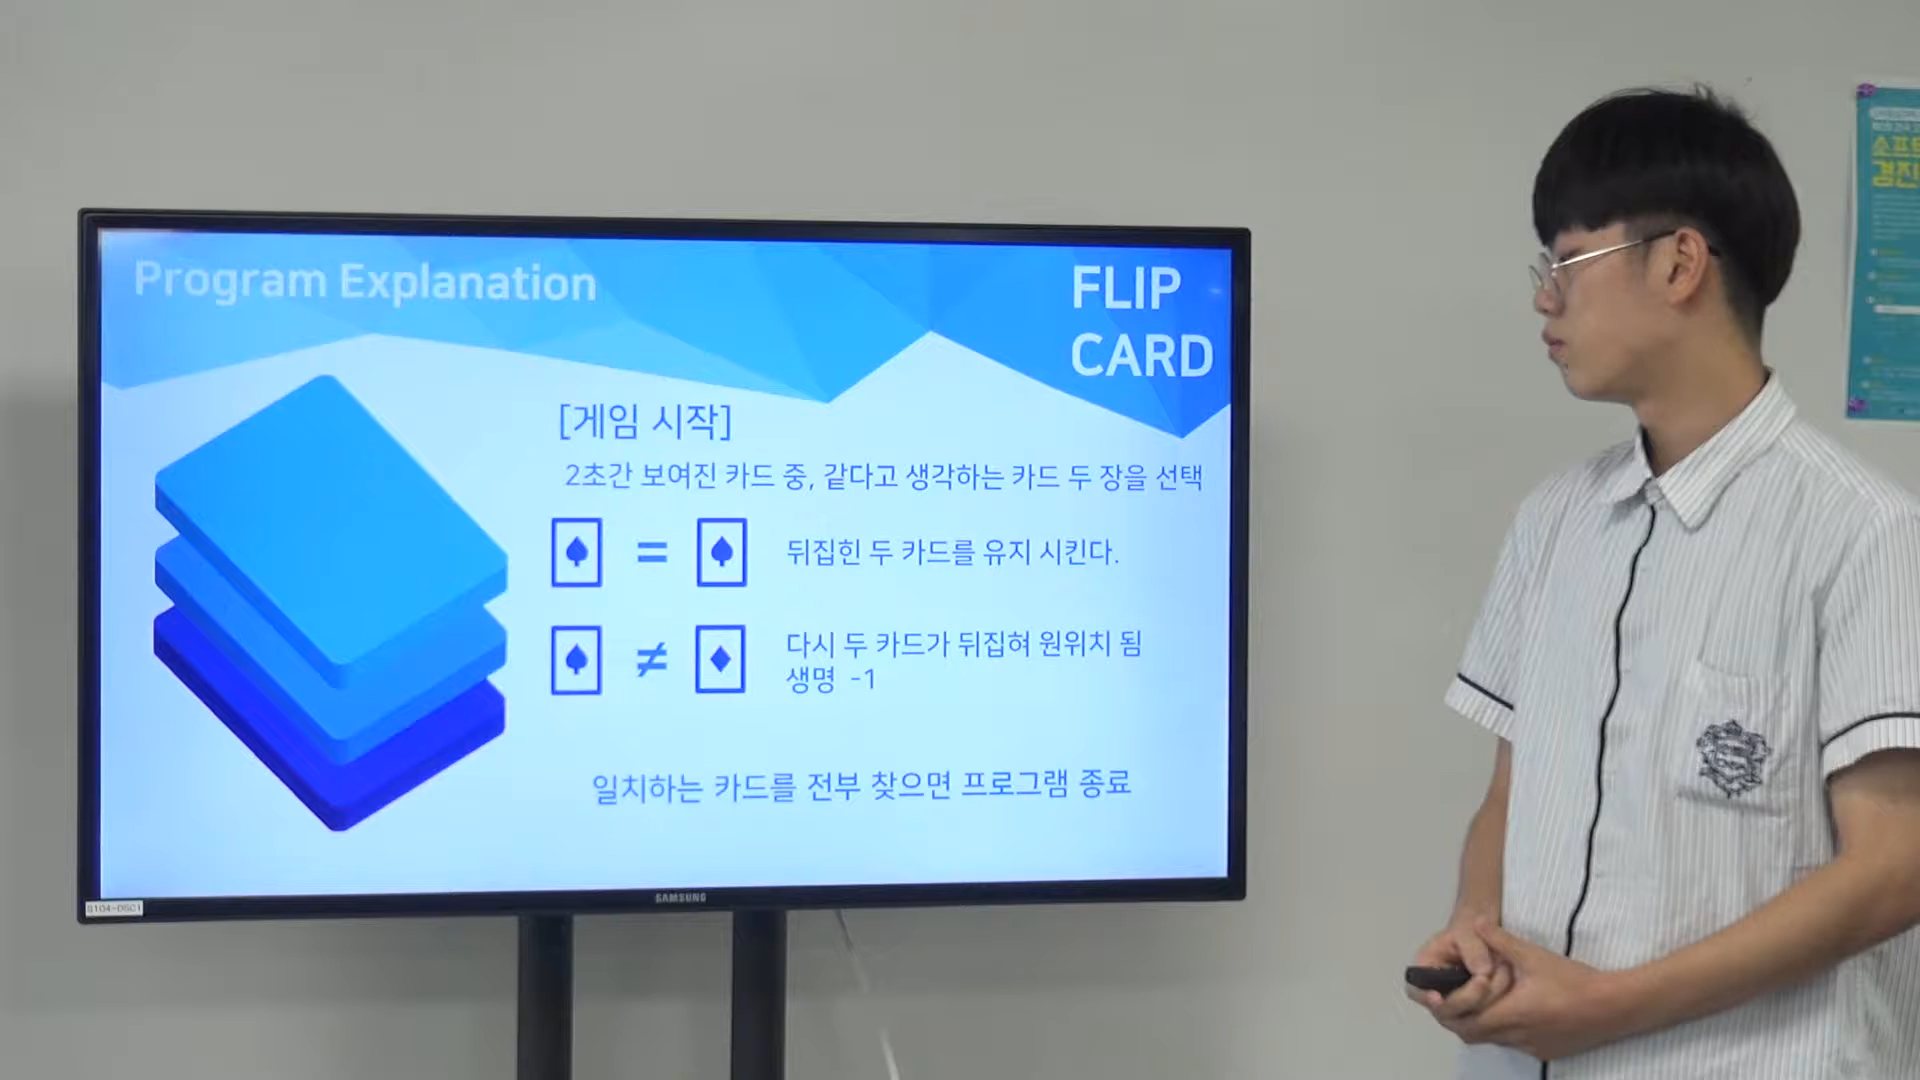 Program Explanation
FLIP
CARD
[게임 시작]
2초간 보여진 카드 중, 같다고 생각하는 카드 두 장을 선택
= 뒤집힌 두 카드를 유지 시킨다.
≠ 다시 두 카드가 뒤집혀 원위치 됨
생명 -1
일치하는 카드를 전부 찾으면 프로그램 종료
SAMSUNG